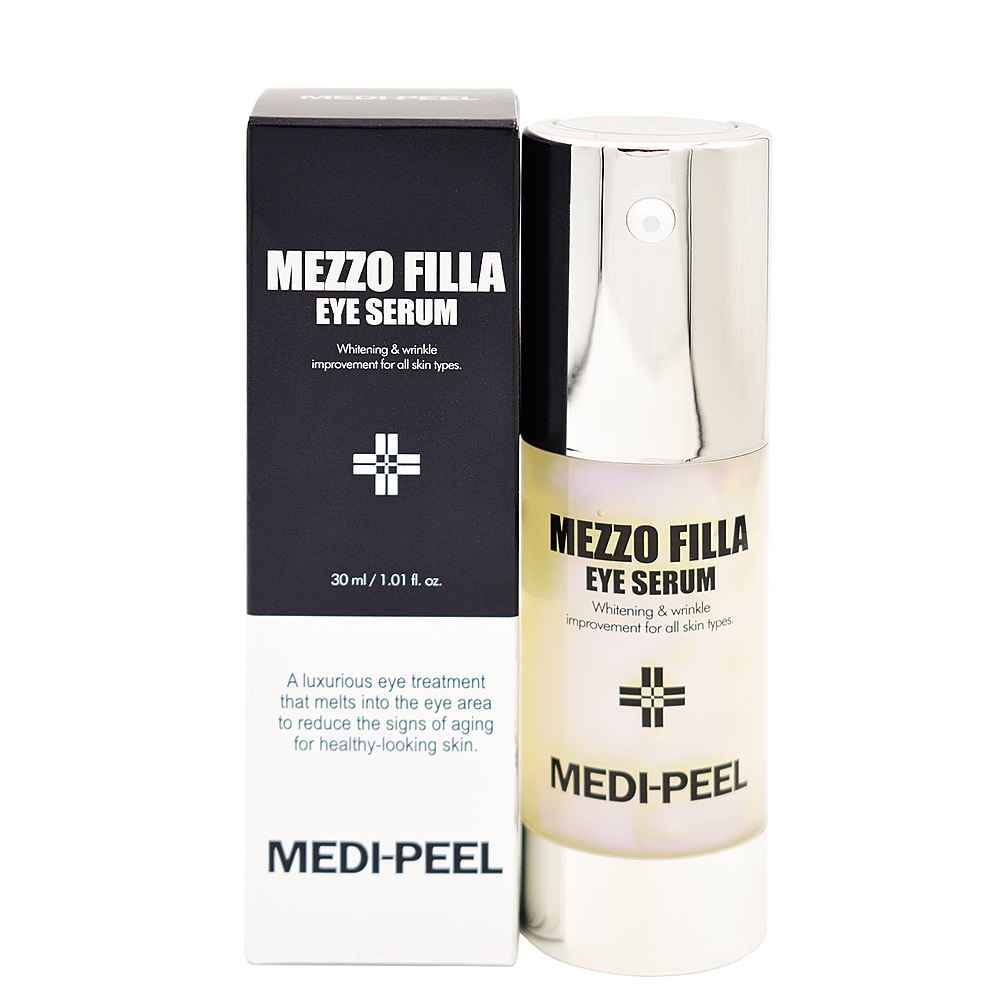 MEDI-PEEL
MEZZO FILLA
EYE SERUM
Whitening & wrinkle
improvement for all skin types.
30 ml / 1.01 fl. oz.
A luxurious eye treatment
that melts into the eye area
to reduce the signs of aging
for healthy-looking skin.
MEDI-PEEL
MEZZO FILLA
EYE SERUM
Whitening & wrinkle
improvement for all skin types.
MEDI-PEEL